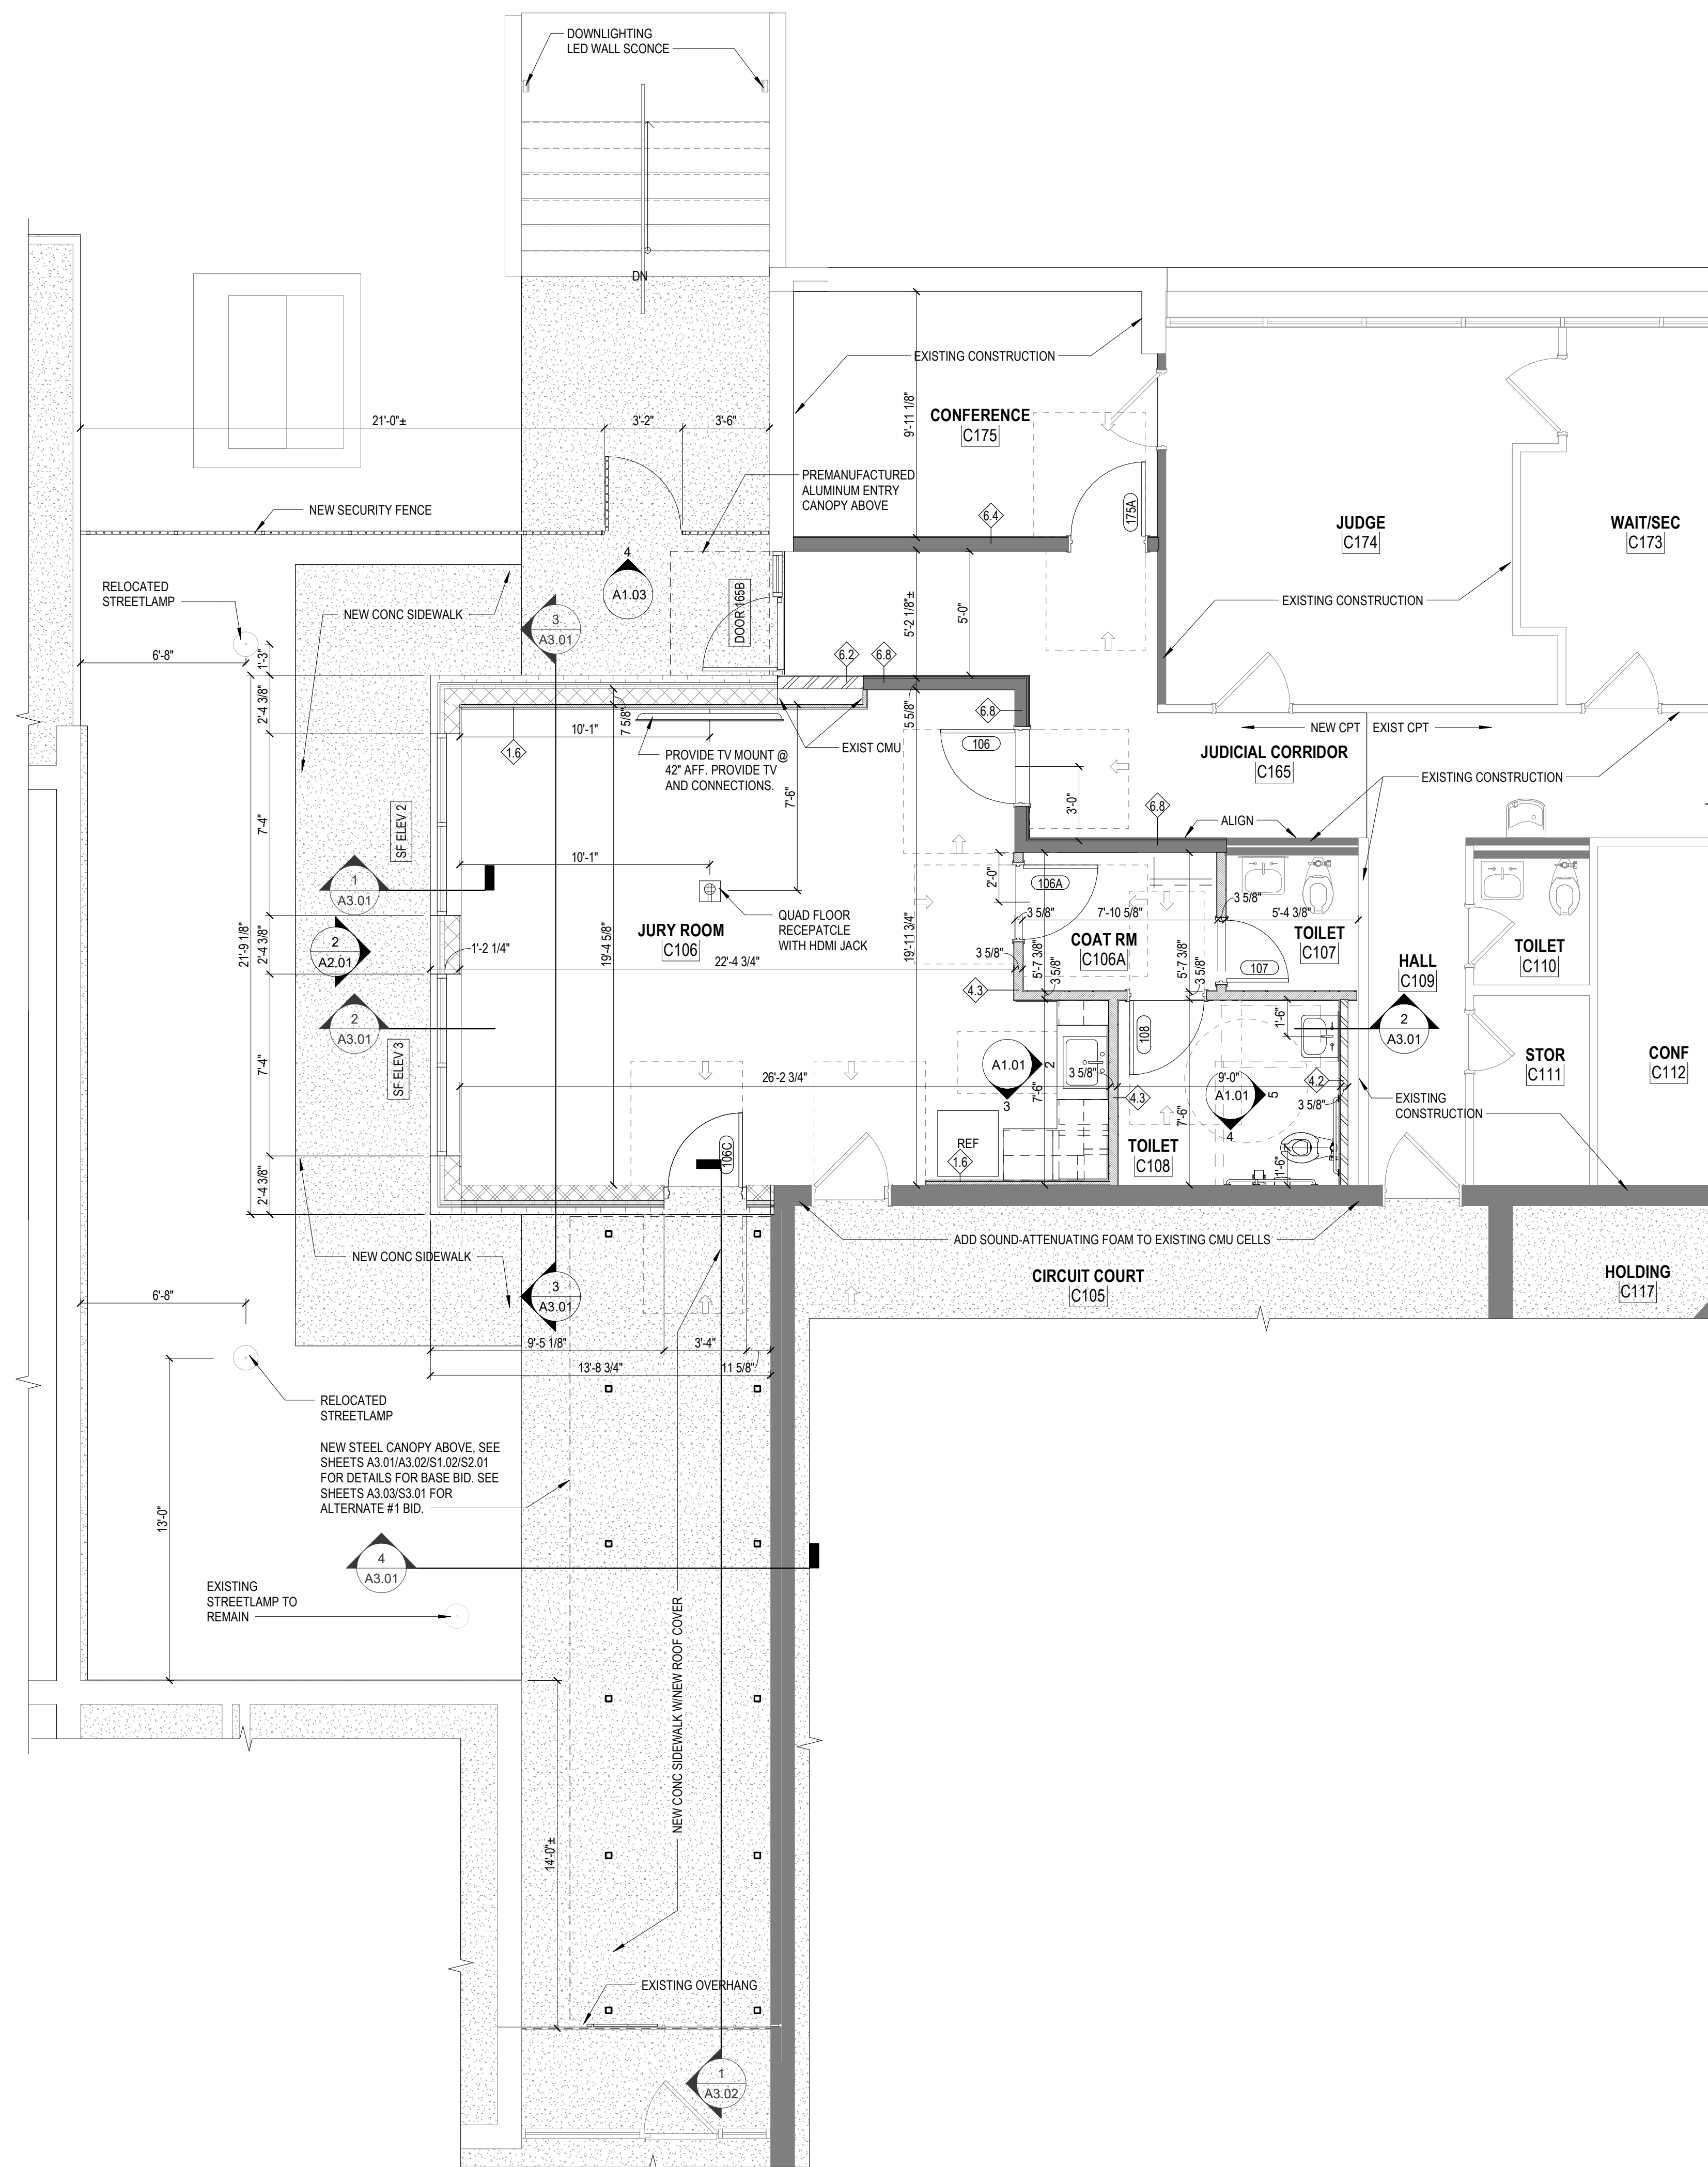 DOWNLIGHTING
LED WALL SCONCE
DN
EXISTING CONSTRUCTION
9'-11 1/8"
CONFERENCE
C175
21'-0"±
3'-2"
3'-6"
PREMANUFACTURED
ALUMINUM ENTRY
CANOPY ABOVE
175A
NEW SECURITY FENCE
6.4
JUDGE
C174
WAIT/SEC
C173
4
A1.03
DOOR 165B
RELOCATED
STREETLAMP
NEW CONC SIDEWALK
3
A3.01
5'-2 1/8"±
5'-0"
EXISTING CONSTRUCTION
6'-8"
1'-3"
6.2
6.8
2'-4 3/8"
7 5/8"
5 5/8"
6.8
10'-1"
1.6
PROVIDE TV MOUNT @
42" AFF. PROVIDE TV
AND CONNECTIONS.
EXIST CMU
106
NEW CPT
EXIST CPT
JUDICIAL CORRIDOR
C165
EXISTING CONSTRUCTION
7'-6"
3'-0"
6.8
ALIGN
SF ELEV 2
7'-4"
10'-1"
1
A3.01
2'-0"
106A
3 5/8"
7'-10 5/8"
3 5/8"
5'-4 3/8"
QUAD FLOOR
RECEPATCLE
WITH HDMI JACK
JURY ROOM
C106
COAT RM
C106A
TOILET
C107
TOILET
C110
2
A2.01
1'-2 1/4"
21'-9 1/8"
2'-4 3/8"
19'-4 5/8"
22'-4 3/4"
19'-11 3/4"
3 5/8"
5'-7 3/8"
3 5/8"
5'-7 3/8"
3 5/8"
107
HALL
C109
4.3
2
A3.01
SF ELEV 3
7'-4"
108
1'-6"
2
A3.01
STOR
C111
CONF
C112
26'-2 3/4"
A1.01
2
3
3 5/8"
7'-6"
4.3
9'-0"
A1.01
5
4
4.2
3 5/8"
7'-6"
EXISTING
CONSTRUCTION
REF
1.6
106C
TOILET
C108
1'-6"
2'-4 3/8"
NEW CONC SIDEWALK
ADD SOUND-ATTENUATING FOAM TO EXISTING CMU CELLS
CIRCUIT COURT
C105
HOLDING
C117
6'-8"
3
A3.01
9'-5 1/8"
3'-4"
13'-8 3/4"
11 5/8"
RELOCATED
STREETLAMP
NEW STEEL CANOPY ABOVE, SEE
SHEETS A3.01/A3.02/S1.02/S2.01
FOR DETAILS FOR BASE BID. SEE
SHEETS A3.03/S3.01 FOR
ALTERNATE #1 BID.
13'-0"
4
A3.01
EXISTING
STREETLAMP TO
REMAIN
NEW CONC SIDEWALK W/NEW ROOF COVER
14'-0"±
EXISTING OVERHANG
1
A3.02